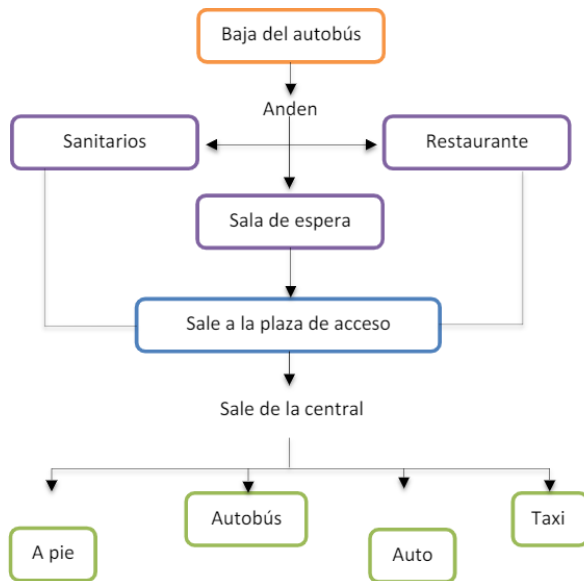 Baja del autobús
Anden
Sanitarios
Restaurante
Sala de espera
Sale a la plaza de acceso
Sale de la central
Autobús
Taxi
A pie
Auto